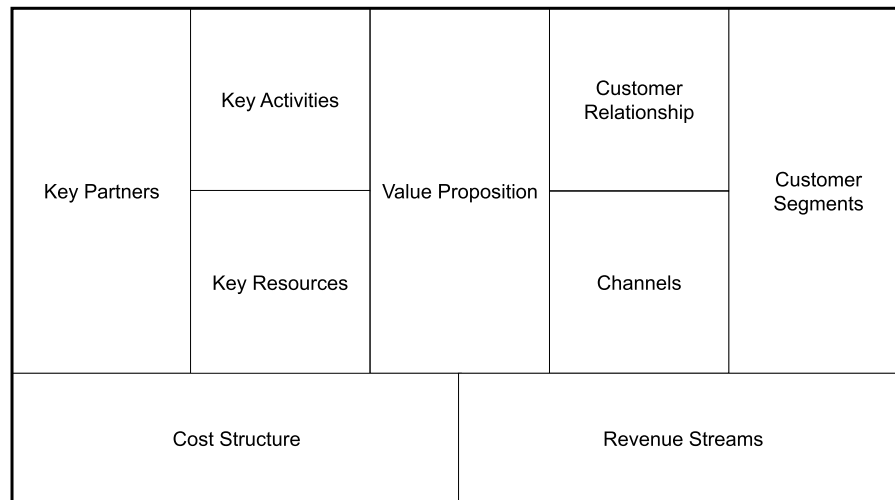 Key Partners
Key Activities
Key Resources
Value Proposition
Customer
Relationship
Channels
Customer
Segments
Cost Structure
Revenue Streams